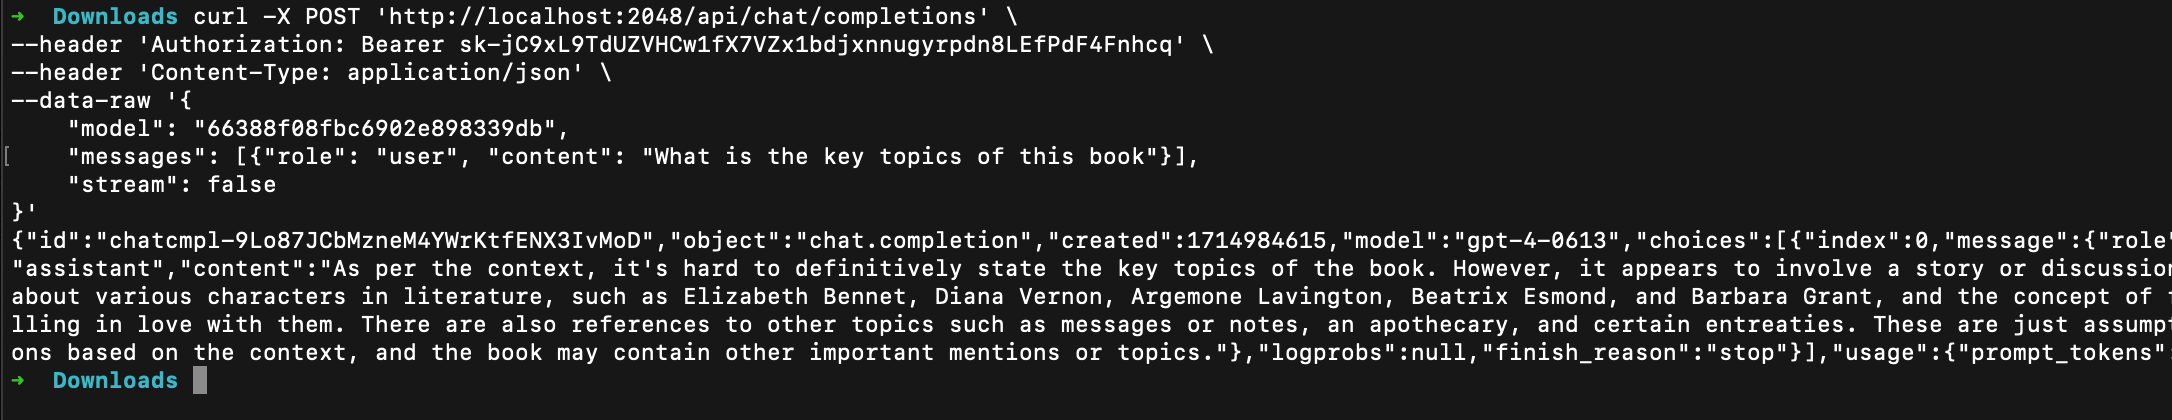 ➜  Downloads curl -X POST 'http://localhost:2048/api/chat/completions' \
--header 'Authorization: Bearer sk-jC9xL9TdUZVHCw1fX7VZx1bdjxnnugyrpdn8LEfPdF4Fnhcq' \
--header 'Content-Type: application/json' \
--data-raw '{
    "model": "66388f08fbc6902e898339db",
[    "messages": [{"role": "user", "content": "What is the key topics of this book"}],
    "stream": false
}'
{"id":"chatcmpl-9Lo87JCbMzneM4YWrKtfENX3IvMoD","object":"chat.completion","created":1714984615,"model":"gpt-4-0613","choices":[{"index":0,"message":{"role"
"assistant","content":"As per the context, it's hard to definitively state the key topics of the book. However, it appears to involve a story or discussion
about various characters in literature, such as Elizabeth Bennet, Diana Vernon, Argemone Lavington, Beatrix Esmond, and Barbara Grant, and the concept of
lling in love with them. There are also references to other topics such as messages or notes, an apothecary, and certain entreaties. These are just assumpt
ons based on the context, and the book may contain other important mentions or topics."},"logprobs":null,"finish_reason":"stop"}],"usage":{"prompt_tokens":
➜  Downloads